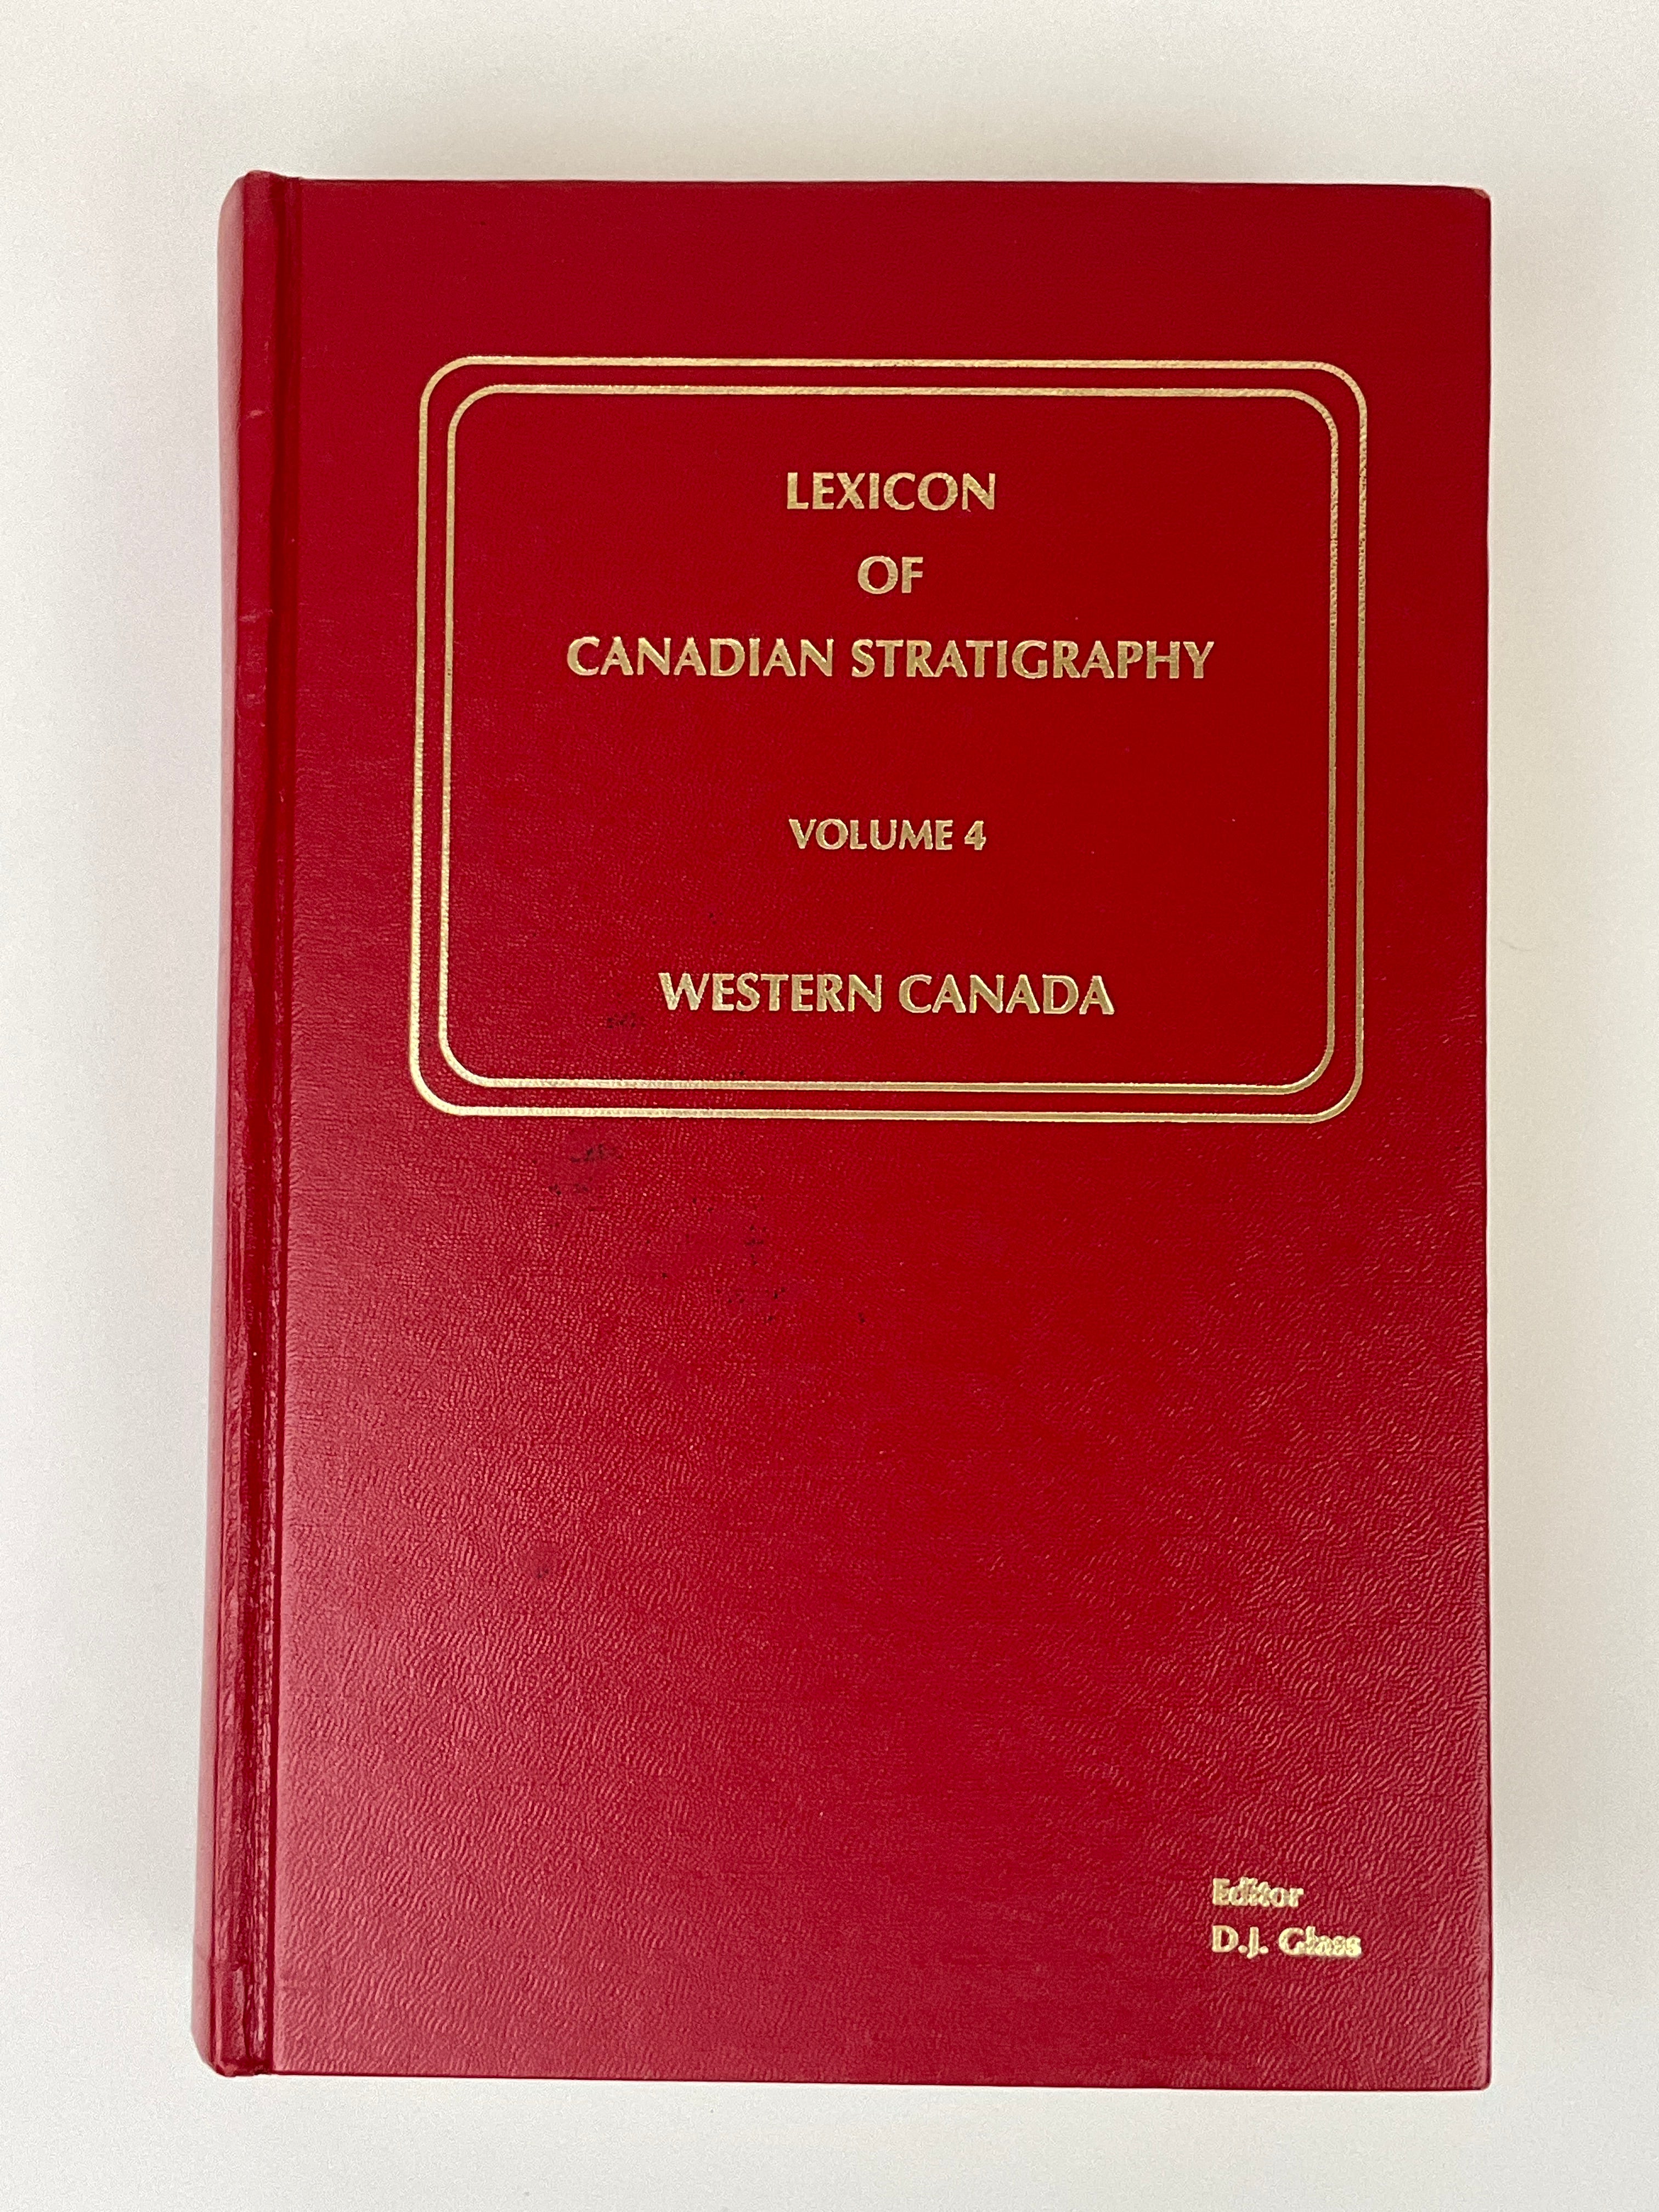 LEXICON
OF
CANADIAN STRATIGRAPHY
VOLUME 4
WESTERN CANADA
Editor
D.J. Glass